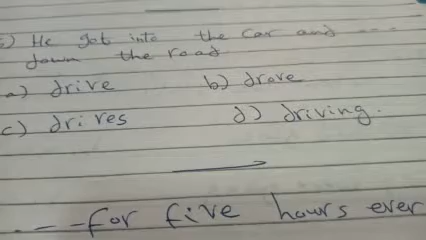 ) He got into the car and ---
down the road
a) drive b) drove
c) drives d) driving.
---for five hours ever